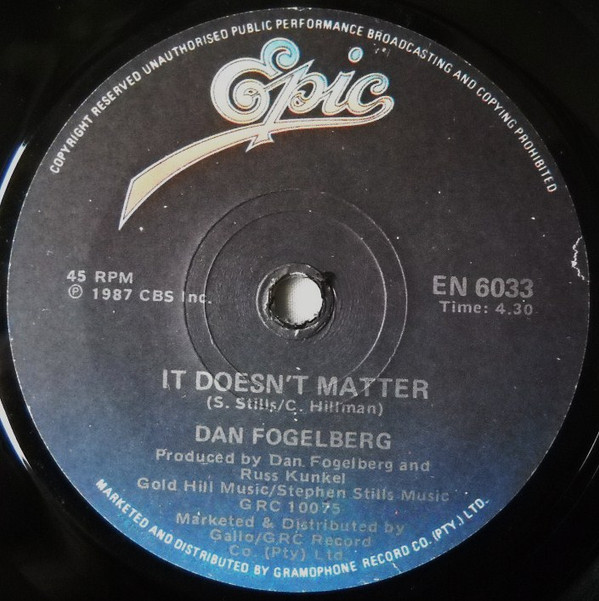 COPYRIGHT RESERVED UNAUTHORISED PUBLIC PERFORMANCE BROADCASTING AND COPYING PROHIBITED
Epic
45 RPM
℗ 1987 CBS Inc.
EN 6033
Time: 4.30
IT DOESN'T MATTER
(S. Stills/C. Hillman)
DAN FOGELBERG
Produced by Dan Fogelberg and
Russ Kunkel
Gold Hill Music/Stephen Stills Music
GRC 10075
Marketed & Distributed by
Gallo/GRC Record
Co. (Pty) Ltd
MARKETED AND DISTRIBUTED BY GRAMOPHONE RECORD CO. (PTY.) LTD.